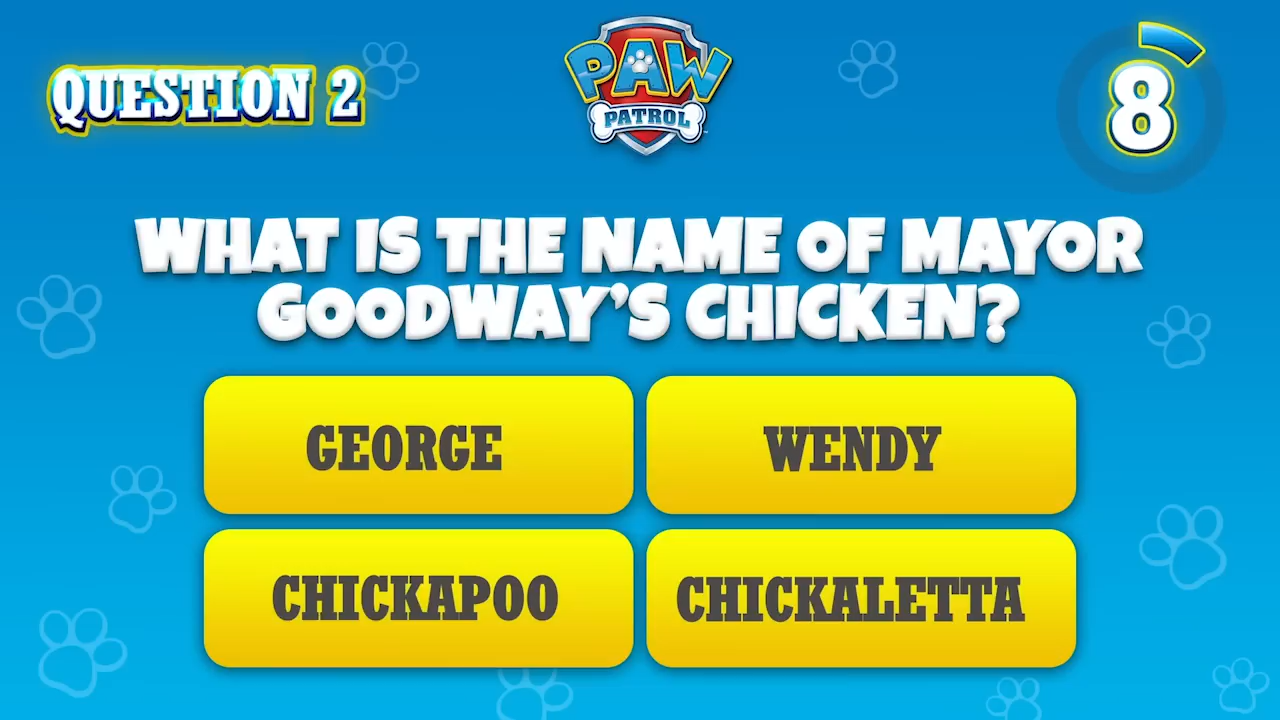 QUESTION 2
PAW
PATROL
8
WHAT IS THE NAME OF MAYOR
GOODWAY’S CHICKEN?
GEORGE
WENDY
CHICKAPOO
CHICKALETTA